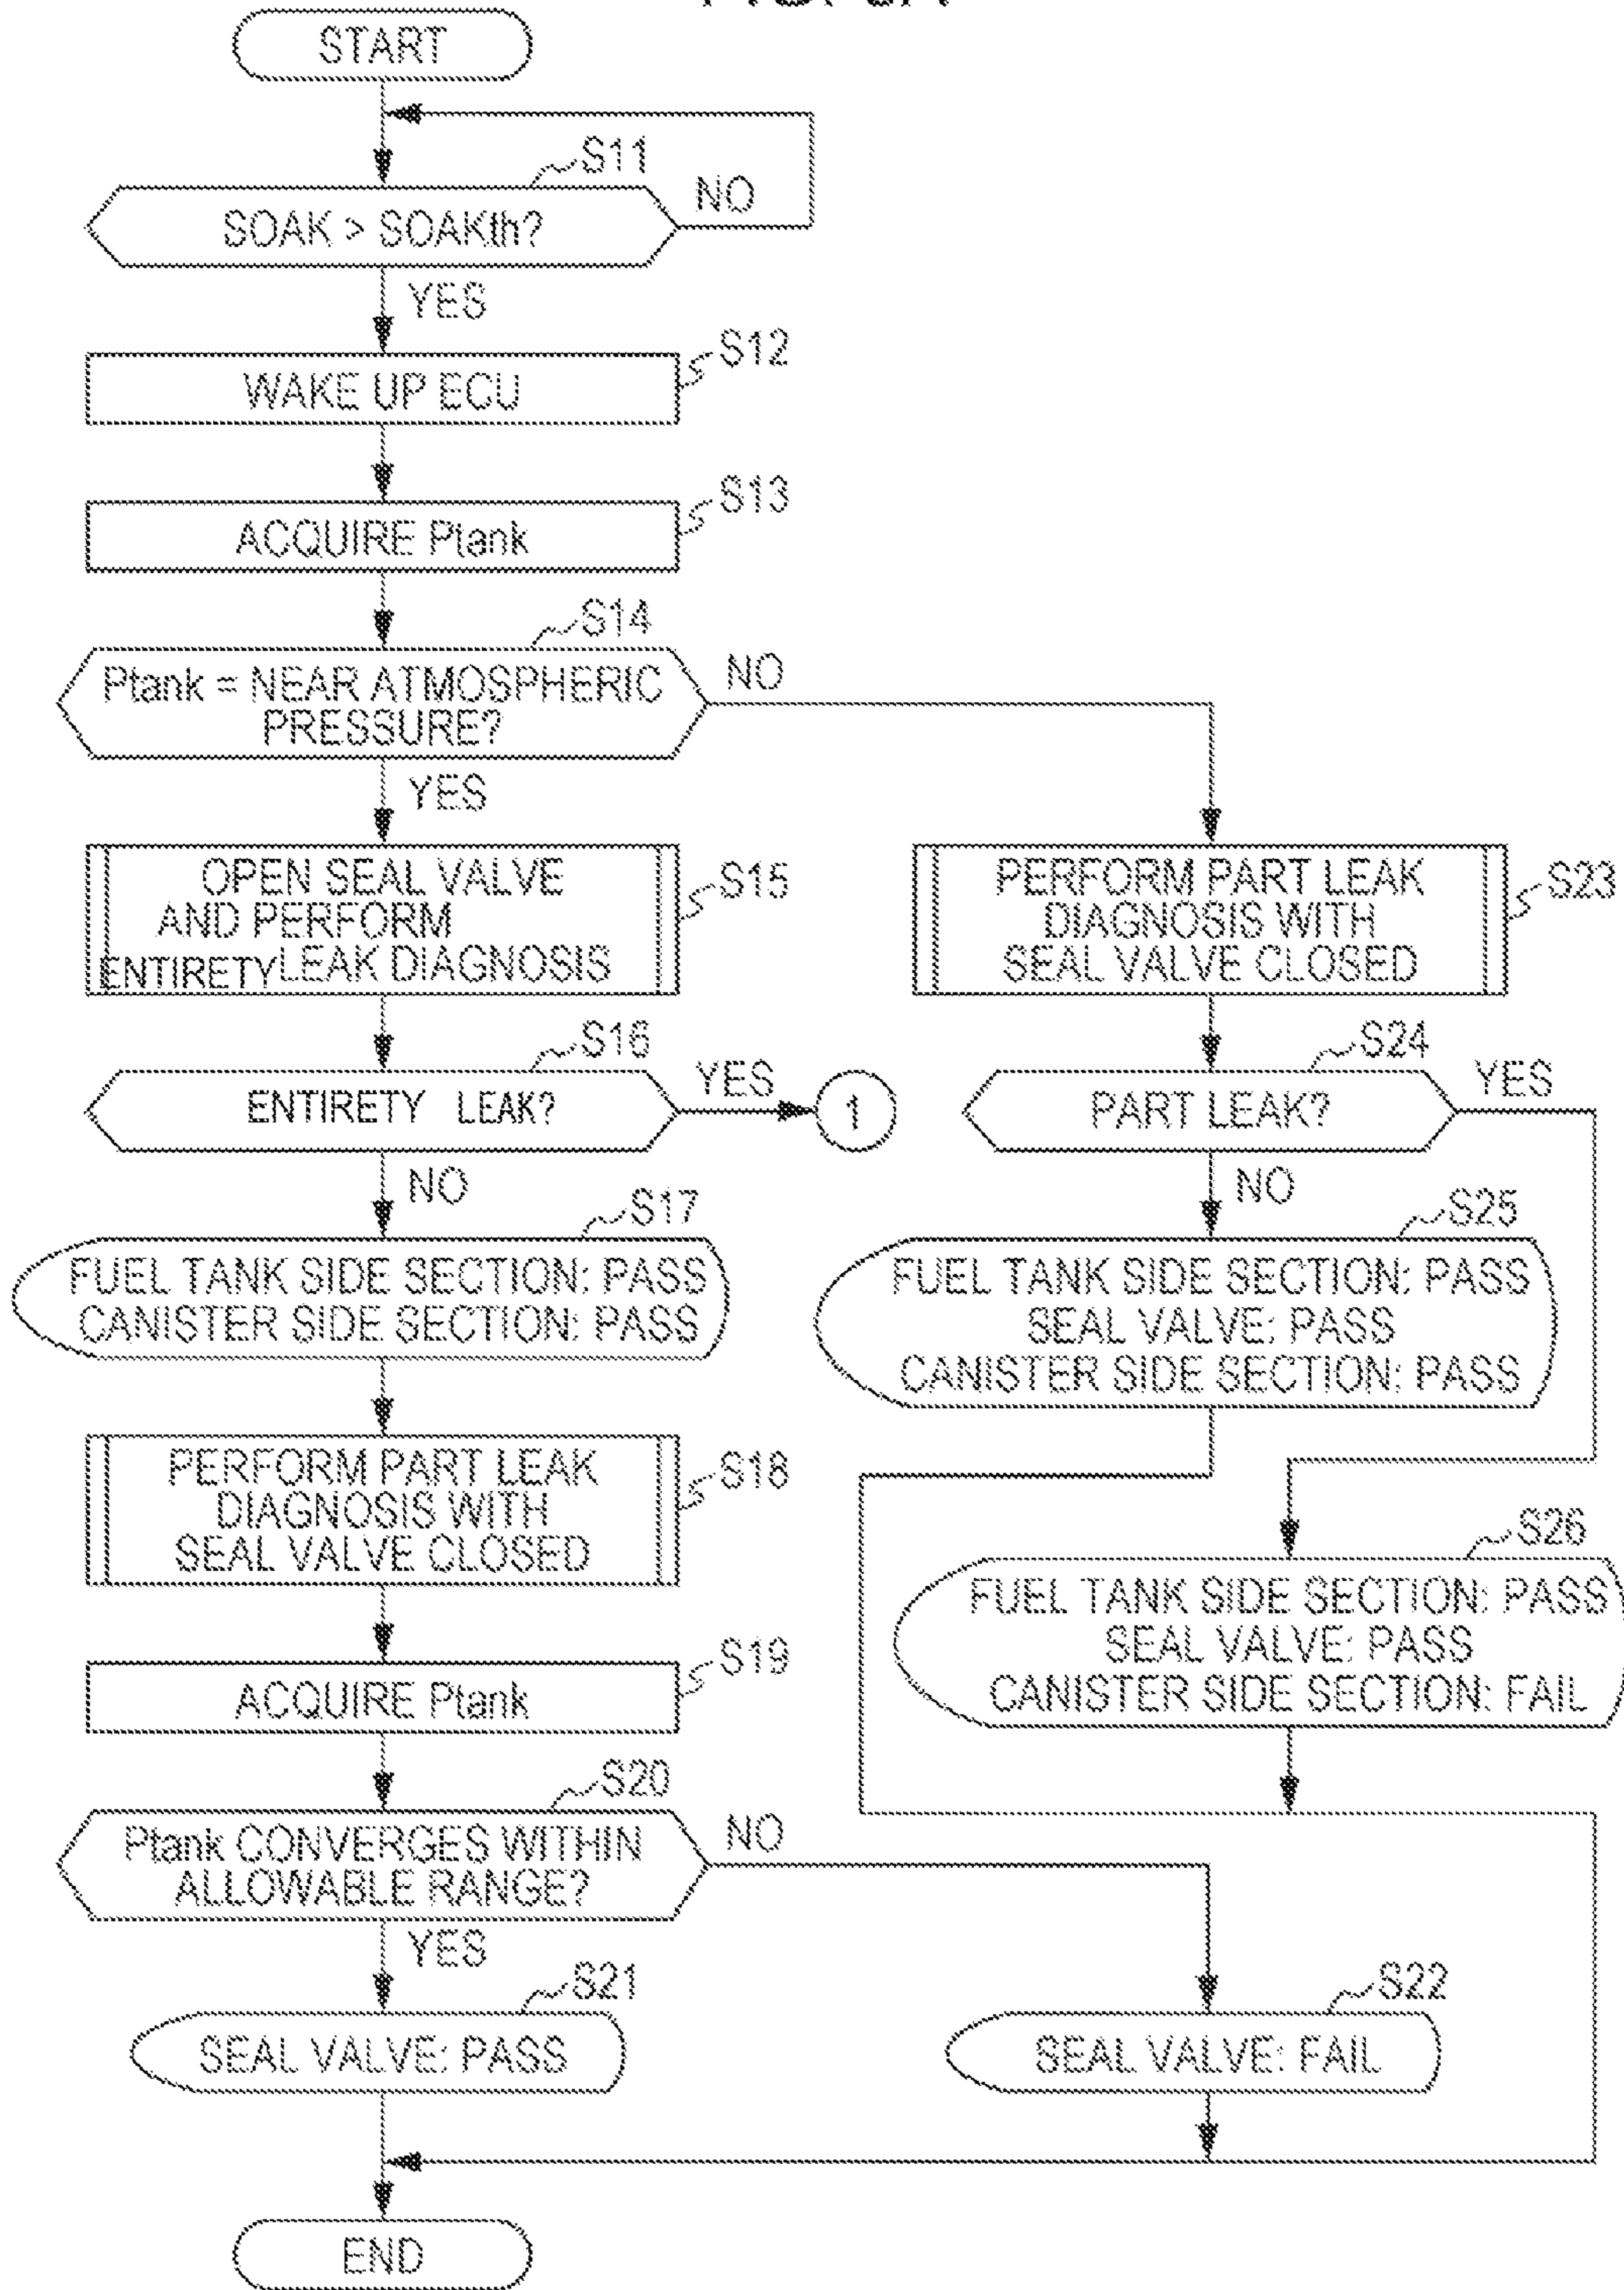 START
S11
SOAK > SOAKth?
NO
YES
S12
WAKE UP ECU
S13
ACQUIRE Ptank
S14
Ptank = NEAR ATMOSPHERIC
PRESSURE?
NO
YES
OPEN SEAL VALVE
AND PERFORM
ENTIRETY LEAK DIAGNOSIS
S15
PERFORM PART LEAK
DIAGNOSIS WITH
SEAL VALVE CLOSED
S23
S16
ENTIRETY LEAK?
YES
1
NO
S24
PART LEAK?
YES
NO
S17
FUEL TANK SIDE SECTION: PASS
CANISTER SIDE SECTION: PASS
S25
FUEL TANK SIDE SECTION: PASS
SEAL VALVE: PASS
CANISTER SIDE SECTION: PASS
PERFORM PART LEAK
DIAGNOSIS WITH
SEAL VALVE CLOSED
S18
S26
FUEL TANK SIDE SECTION: PASS
SEAL VALVE: PASS
CANISTER SIDE SECTION: FAIL
S19
ACQUIRE Ptank
S20
Ptank CONVERGES WITHIN
ALLOWABLE RANGE?
NO
YES
S21
SEAL VALVE: PASS
S22
SEAL VALVE: FAIL
END